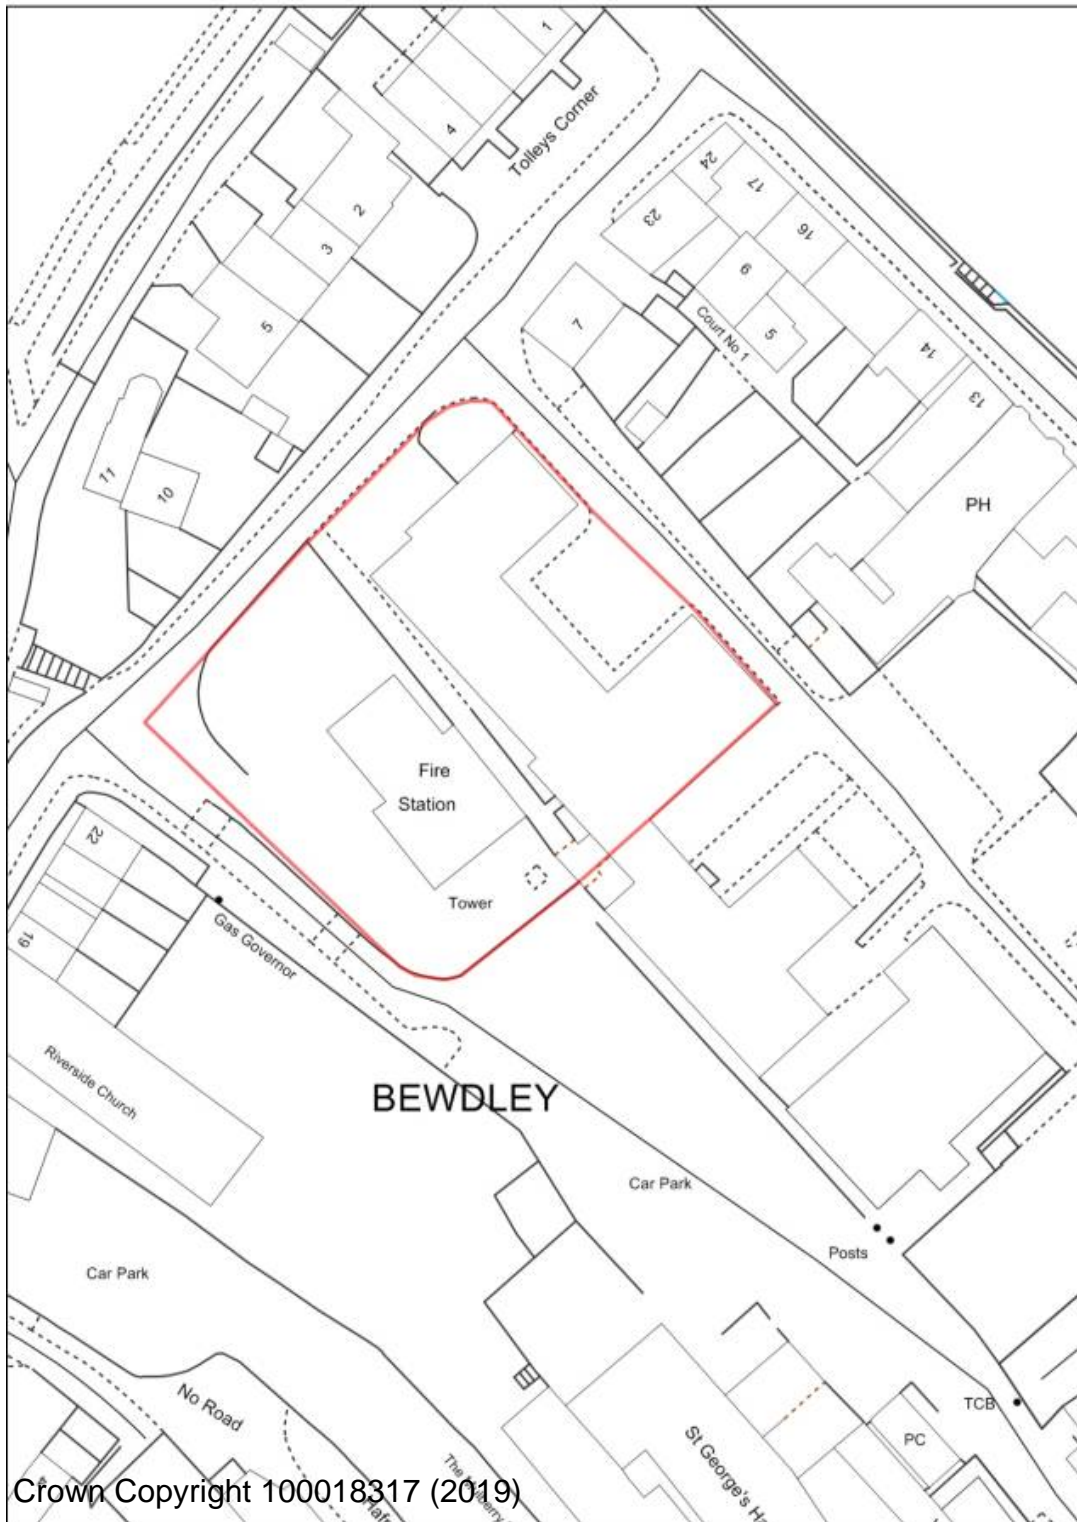 1
4
Tolleys Corner
2
3
5
11
10
24
17
23
16
6
5
7
Court No 1
14
13
PH
Fire
Station
Tower
22
19
Gas Governor
Riverside Church
BEWDLEY
Car Park
Car Park
Posts
No Road
TCB
PC
St George's
The
Crown Copyright 100018317 (2019)